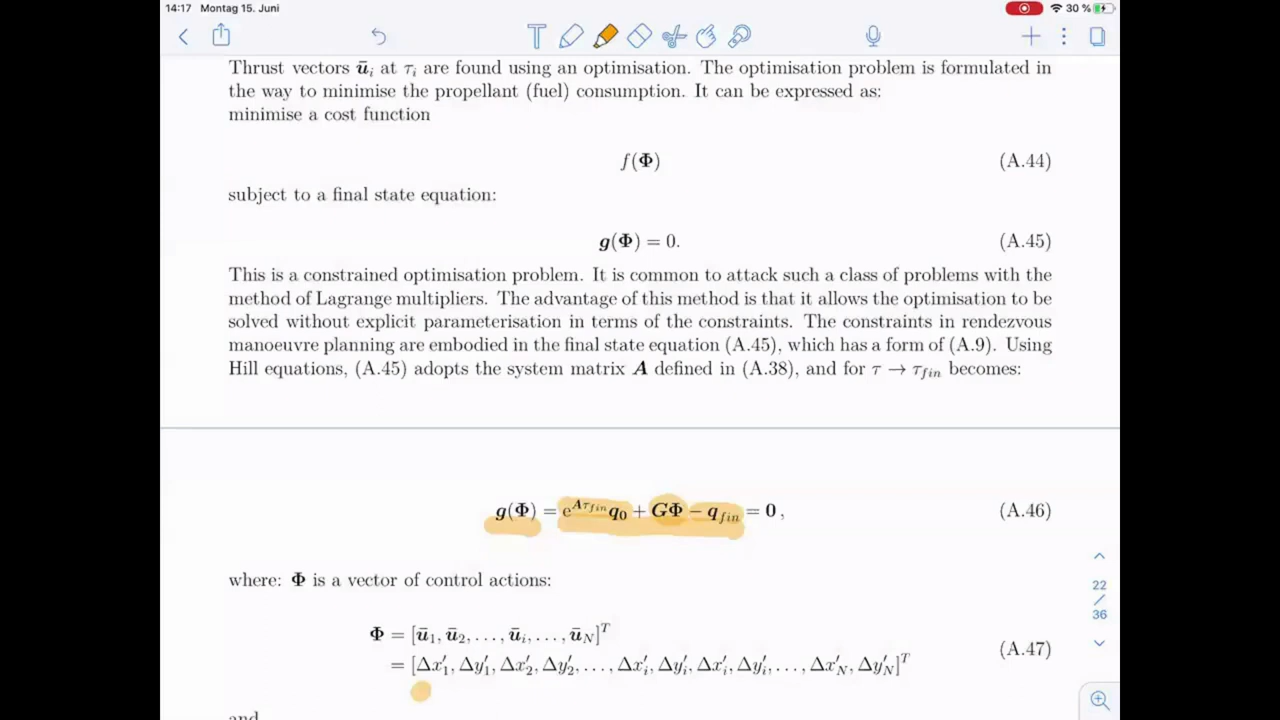 14:17 Montag 15. Juni
30 %
Thrust vectors ū_i at τ_i are found using an optimisation. The optimisation problem is formulated in
the way to minimise the propellant (fuel) consumption. It can be expressed as:
minimise a cost function
f(Φ) (A.44)
subject to a final state equation:
g(Φ) = 0. (A.45)
This is a constrained optimisation problem. It is common to attack such a class of problems with the
method of Lagrange multipliers. The advantage of this method is that it allows the optimisation to be
solved without explicit parameterisation in terms of the constraints. The constraints in rendezvous
manoeuvre planning are embodied in the final state equation (A.45), which has a form of (A.9). Using
Hill equations, (A.45) adopts the system matrix A defined in (A.38), and for τ → τ_fin becomes:
g(Φ) = e^{Aτ_fin} q_0 + GΦ − q_fin = 0 , (A.46)
where: Φ is a vector of control actions:
Φ = [ū_1, ū_2, . . . , ū_i, . . . , ū_N]^T
= [Δx′_1, Δy′_1, Δx′_2, Δy′_2, . . . , Δx′_i, Δy′_i, Δx′_i, Δy′_i, . . . , Δx′_N, Δy′_N]^T (A.47)
and
22
/
36